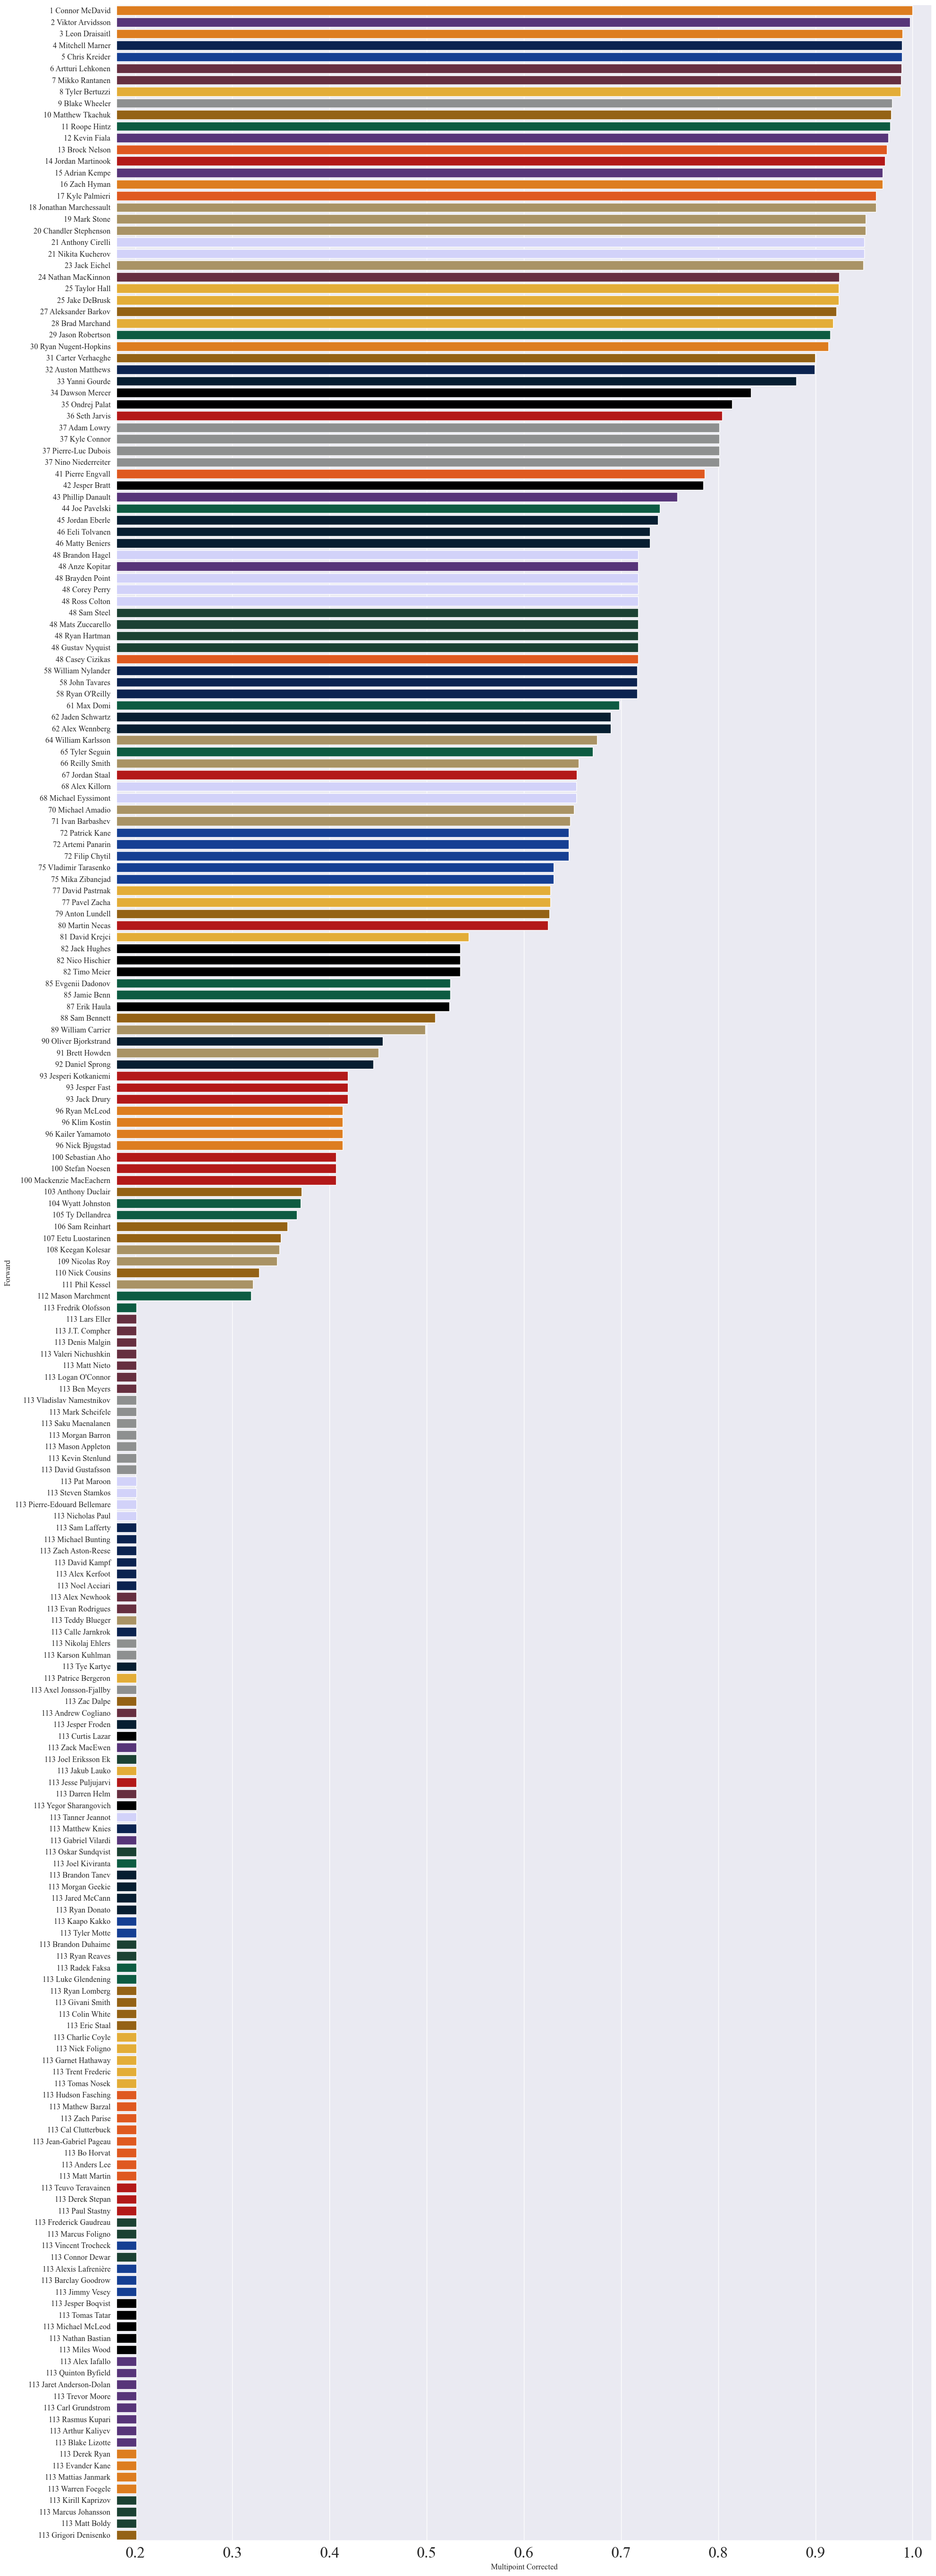 1 Connor McDavid
2 Viktor Arvidsson
3 Leon Draisaitl
4 Mitchell Marner
5 Chris Kreider
6 Artturi Lehkonen
7 Mikko Rantanen
8 Tyler Bertuzzi
9 Blake Wheeler
10 Matthew Tkachuk
11 Roope Hintz
12 Kevin Fiala
13 Brock Nelson
14 Jordan Martinook
15 Adrian Kempe
16 Zach Hyman
17 Kyle Palmieri
18 Jonathan Marchessault
19 Mark Stone
20 Chandler Stephenson
21 Anthony Cirelli
21 Nikita Kucherov
23 Jack Eichel
24 Nathan MacKinnon
25 Taylor Hall
25 Jake DeBrusk
27 Aleksander Barkov
28 Brad Marchand
29 Jason Robertson
30 Ryan Nugent-Hopkins
31 Carter Verhaeghe
32 Auston Matthews
33 Yanni Gourde
34 Dawson Mercer
35 Ondrej Palat
36 Seth Jarvis
37 Adam Lowry
37 Kyle Connor
37 Pierre-Luc Dubois
37 Nino Niederreiter
41 Pierre Engvall
42 Jesper Bratt
43 Phillip Danault
44 Joe Pavelski
45 Jordan Eberle
46 Eeli Tolvanen
46 Matty Beniers
48 Brandon Hagel
48 Anze Kopitar
48 Brayden Point
48 Corey Perry
48 Ross Colton
48 Sam Steel
48 Mats Zuccarello
48 Ryan Hartman
48 Gustav Nyquist
48 Casey Cizikas
58 William Nylander
58 John Tavares
58 Ryan O'Reilly
61 Max Domi
62 Jaden Schwartz
62 Alex Wennberg
64 William Karlsson
65 Tyler Seguin
66 Reilly Smith
67 Jordan Staal
68 Alex Killorn
68 Michael Eyssimont
70 Michael Amadio
71 Ivan Barbashev
72 Patrick Kane
72 Artemi Panarin
72 Filip Chytil
75 Vladimir Tarasenko
75 Mika Zibanejad
77 David Pastrnak
77 Pavel Zacha
79 Anton Lundell
80 Martin Necas
81 David Krejci
82 Jack Hughes
82 Nico Hischier
82 Timo Meier
85 Evgenii Dadonov
85 Jamie Benn
87 Erik Haula
88 Sam Bennett
89 William Carrier
90 Oliver Bjorkstrand
91 Brett Howden
92 Daniel Sprong
93 Jesperi Kotkaniemi
93 Jesper Fast
93 Jack Drury
96 Ryan McLeod
96 Klim Kostin
96 Kailer Yamamoto
96 Nick Bjugstad
100 Sebastian Aho
100 Stefan Noesen
100 Mackenzie MacEachern
103 Anthony Duclair
104 Wyatt Johnston
105 Ty Dellandrea
106 Sam Reinhart
107 Eetu Luostarinen
108 Keegan Kolesar
109 Nicolas Roy
110 Nick Cousins
111 Phil Kessel
112 Mason Marchment
113 Fredrik Olofsson
113 Lars Eller
113 J.T. Compher
113 Denis Malgin
113 Valeri Nichushkin
113 Matt Nieto
113 Logan O'Connor
113 Ben Meyers
113 Vladislav Namestnikov
113 Mark Scheifele
113 Saku Maenalanen
113 Morgan Barron
113 Mason Appleton
113 Kevin Stenlund
113 David Gustafsson
113 Pat Maroon
113 Steven Stamkos
113 Pierre-Edouard Bellemare
113 Nicholas Paul
113 Sam Lafferty
113 Michael Bunting
113 Zach Aston-Reese
113 David Kampf
113 Alex Kerfoot
113 Noel Acciari
113 Alex Newhook
113 Evan Rodrigues
113 Teddy Blueger
113 Calle Jarnkrok
113 Nikolaj Ehlers
113 Karson Kuhlman
113 Tye Kartye
113 Patrice Bergeron
113 Axel Jonsson-Fjallby
113 Zac Dalpe
113 Andrew Cogliano
113 Jesper Froden
113 Curtis Lazar
113 Zack MacEwen
113 Joel Eriksson Ek
113 Jakub Lauko
113 Jesse Puljujarvi
113 Darren Helm
113 Yegor Sharangovich
113 Tanner Jeannot
113 Matthew Knies
113 Gabriel Vilardi
113 Oskar Sundqvist
113 Joel Kiviranta
113 Brandon Tanev
113 Morgan Geekie
113 Jared McCann
113 Ryan Donato
113 Kaapo Kakko
113 Tyler Motte
113 Brandon Duhaime
113 Ryan Reaves
113 Radek Faksa
113 Luke Glendening
113 Ryan Lomberg
113 Givani Smith
113 Colin White
113 Eric Staal
113 Charlie Coyle
113 Nick Foligno
113 Garnet Hathaway
113 Trent Frederic
113 Tomas Nosek
113 Hudson Fasching
113 Mathew Barzal
113 Zach Parise
113 Cal Clutterbuck
113 Jean-Gabriel Pageau
113 Bo Horvat
113 Anders Lee
113 Matt Martin
113 Teuvo Teravainen
113 Derek Stepan
113 Paul Stastny
113 Frederick Gaudreau
113 Marcus Foligno
113 Vincent Trocheck
113 Connor Dewar
113 Alexis Lafrenière
113 Barclay Goodrow
113 Jimmy Vesey
113 Jesper Boqvist
113 Tomas Tatar
113 Michael McLeod
113 Nathan Bastian
113 Miles Wood
113 Alex Iafallo
113 Quinton Byfield
113 Jaret Anderson-Dolan
113 Trevor Moore
113 Carl Grundstrom
113 Rasmus Kupari
113 Arthur Kaliyev
113 Blake Lizotte
113 Derek Ryan
113 Evander Kane
113 Mattias Janmark
113 Warren Foegele
113 Kirill Kaprizov
113 Marcus Johansson
113 Matt Boldy
113 Grigori Denisenko
Forward
0.2 0.3 0.4 0.5 0.6 0.7 0.8 0.9 1.0
Multipoint Corrected